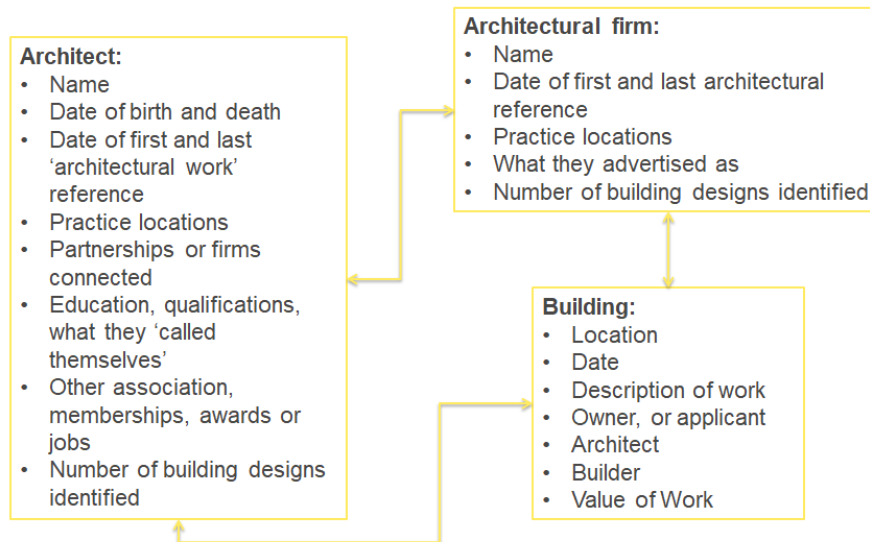 Architect:
• Name
• Date of birth and death
• Date of first and last
‘architectural work’
reference
• Practice locations
• Partnerships or firms
connected
• Education, qualifications,
what they ‘called
themselves’
• Other association,
memberships, awards or
jobs
• Number of building designs
identified
Architectural firm:
• Name
• Date of first and last architectural
reference
• Practice locations
• What they advertised as
• Number of building designs identified
Building:
• Location
• Date
• Description of work
• Owner, or applicant
• Architect
• Builder
• Value of Work